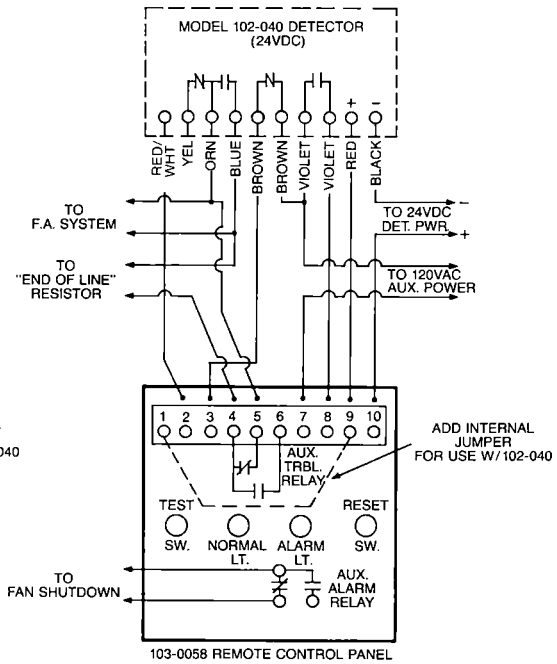 MODEL 102-040 DETECTOR
(24VDC)
N
N
+
-
RED/
WHT
YEL
ORN
BLUE
BROWN
BROWN
VIOLET
VIOLET
RED
BLACK
TO
F.A. SYSTEM
-
TO 24VDC
DET. PWR.
+
TO
"END OF LINE"
RESISTOR
TO 120VAC
AUX. POWER
040
1 2 3 4 5 6 7 8 9 10
ADD INTERNAL
JUMPER
FOR USE W/102-040
AUX.
TRBL.
RELAY
TEST
SW.
NORMAL
LT.
ALARM
LT.
RESET
SW.
TO
FAN SHUTDOWN
AUX.
ALARM
RELAY
103-0058 REMOTE CONTROL PANEL